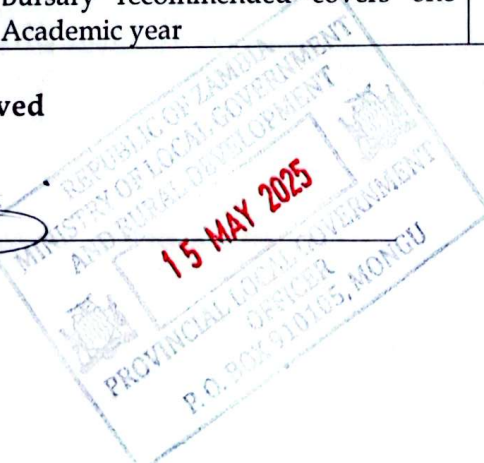 Bursary recommended covers one
Academic year
ved
REPUBLIC OF ZAMBIA
MINISTRY OF LOCAL GOVERNMENT
AND RURAL DEVELOPMENT
15 MAY 2025
PROVINCIAL LOCAL GOVERNMENT
OFFICER
P.O. BOX 910105, MONGU